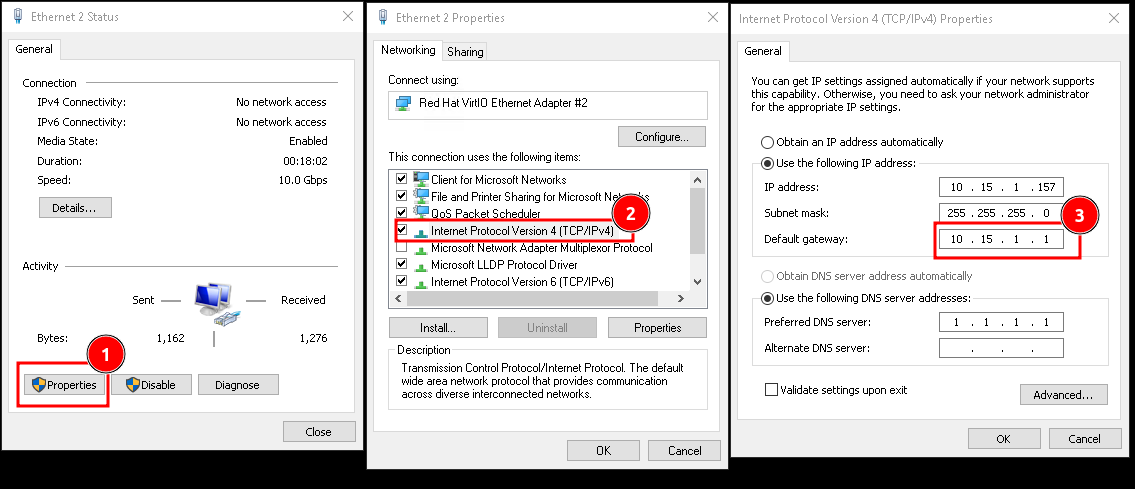 Ethernet 2 Status
General
Connection
IPv4 Connectivity: No network access
IPv6 Connectivity: No network access
Media State: Enabled
Duration: 00:18:02
Speed: 10.0 Gbps
Details...
Activity
Sent Received
Bytes: 1,162 1,276
1
Properties Disable Diagnose
Close
Ethernet 2 Properties
Networking Sharing
Connect using:
Red Hat VirtIO Ethernet Adapter #2
Configure...
This connection uses the following items:
Client for Microsoft Networks
File and Printer Sharing for Microsoft Networks
QoS Packet Scheduler
2
Internet Protocol Version 4 (TCP/IPv4)
Microsoft Network Adapter Multiplexor Protocol
Microsoft LLDP Protocol Driver
Internet Protocol Version 6 (TCP/IPv6)
Install... Uninstall Properties
Description
Transmission Control Protocol/Internet Protocol. The default
wide area network protocol that provides communication
across diverse interconnected networks.
OK Cancel
Internet Protocol Version 4 (TCP/IPv4) Properties
General
You can get IP settings assigned automatically if your network supports
this capability. Otherwise, you need to ask your network administrator
for the appropriate IP settings.
Obtain an IP address automatically
Use the following IP address:
IP address: 10 . 15 . 1 . 157
Subnet mask: 255 . 255 . 255 . 0
3
Default gateway: 10 . 15 . 1 . 1
Obtain DNS server address automatically
Use the following DNS server addresses:
Preferred DNS server: 1 . 1 . 1 . 1
Alternate DNS server: . . .
Validate settings upon exit
Advanced...
OK Cancel